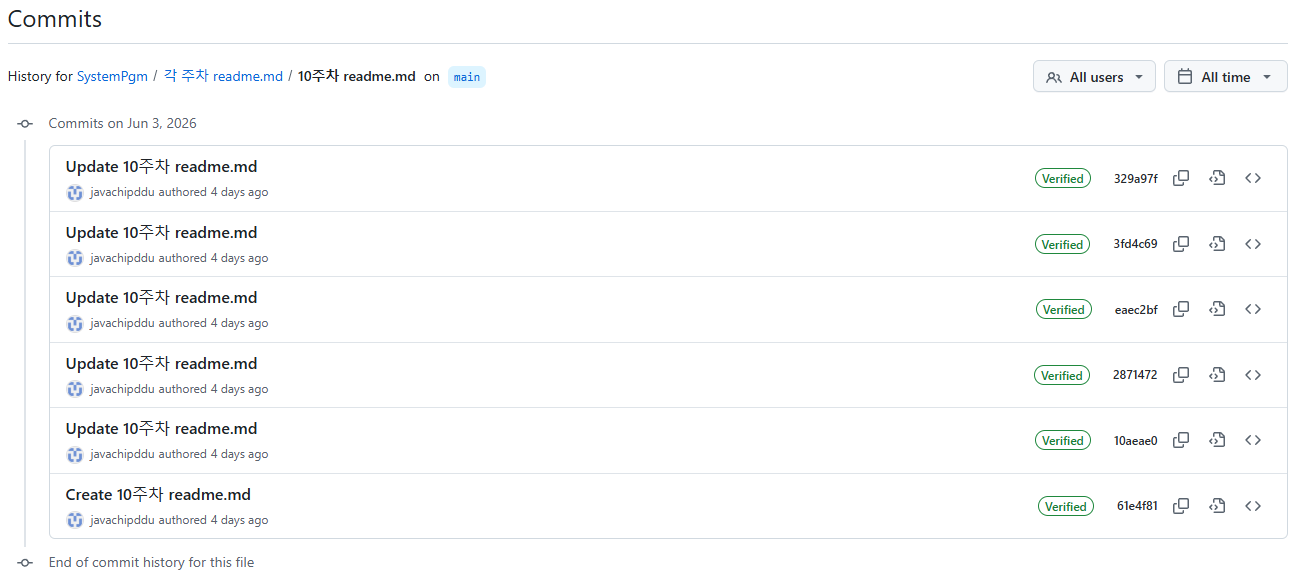 Commits
History for SystemPgm / 각 주차 readme.md / 10주차 readme.md on main
All users
All time
Commits on Jun 3, 2026
Update 10주차 readme.md
Verified 329a97f
javachipddu authored 4 days ago
Update 10주차 readme.md
Verified 3fd4c69
javachipddu authored 4 days ago
Update 10주차 readme.md
Verified eaec2bf
javachipddu authored 4 days ago
Update 10주차 readme.md
Verified 2871472
javachipddu authored 4 days ago
Update 10주차 readme.md
Verified 10aeae0
javachipddu authored 4 days ago
Create 10주차 readme.md
Verified 61e4f81
javachipddu authored 4 days ago
End of commit history for this file